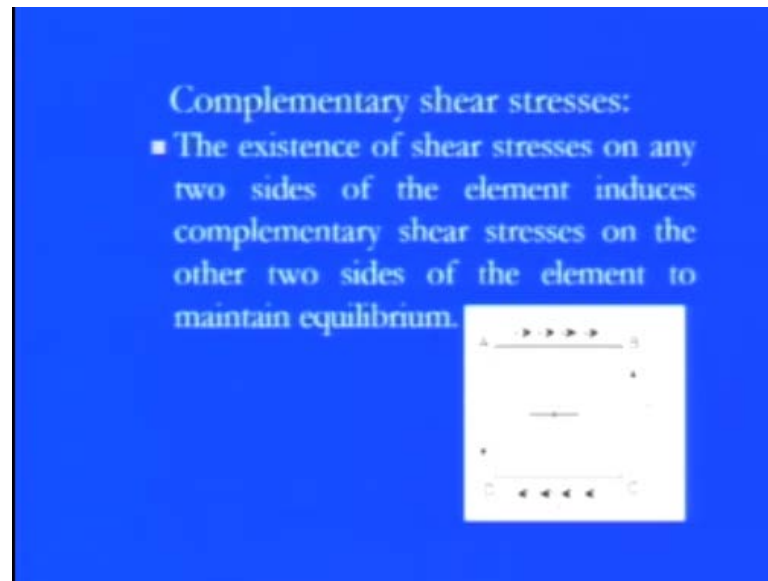 Complementary shear stresses:
The existence of shear stresses on any
two sides of the element induces
complementary shear stresses on the
other two sides of the element to
maintain equilibrium.
A B
D C